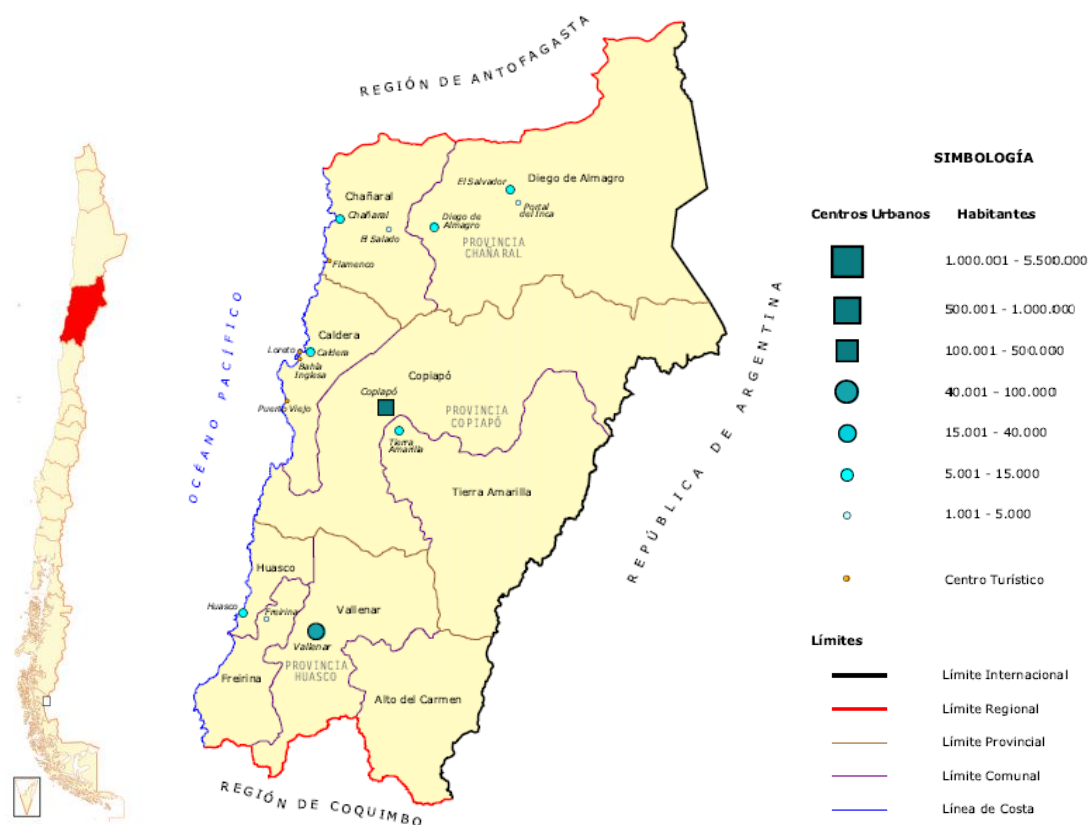 REGIÓN DE ANTOFAGASTA
El Salvador
Diego de Almagro
Portal
del Inca
Chañaral
Chañaral
El Salado
Diego de
Almagro
PROVINCIA
CHAÑARAL
Flamenco
OCÉANO PACÍFICO
Caldera
Loreto
Caldera
Bahía
Inglesa
Copiapó
Copiapó
Puerto Viejo
PROVINCIA
COPIAPÓ
Tierra
Amarilla
Tierra Amarilla
REPÚBLICA DE ARGENTINA
Huasco
Huasco
Freirina
Vallenar
Vallenar
PROVINCIA
HUASCO
Freirina
Alto del Carmen
REGIÓN DE COQUIMBO
SIMBOLOGÍA
Centros Urbanos Habitantes
1.000.001 - 5.500.000
500.001 - 1.000.000
100.001 - 500.000
40.001 - 100.000
15.001 - 40.000
5.001 - 15.000
1.001 - 5.000
Centro Turístico
Límites
Límite Internacional
Límite Regional
Límite Provincial
Límite Comunal
Línea de Costa